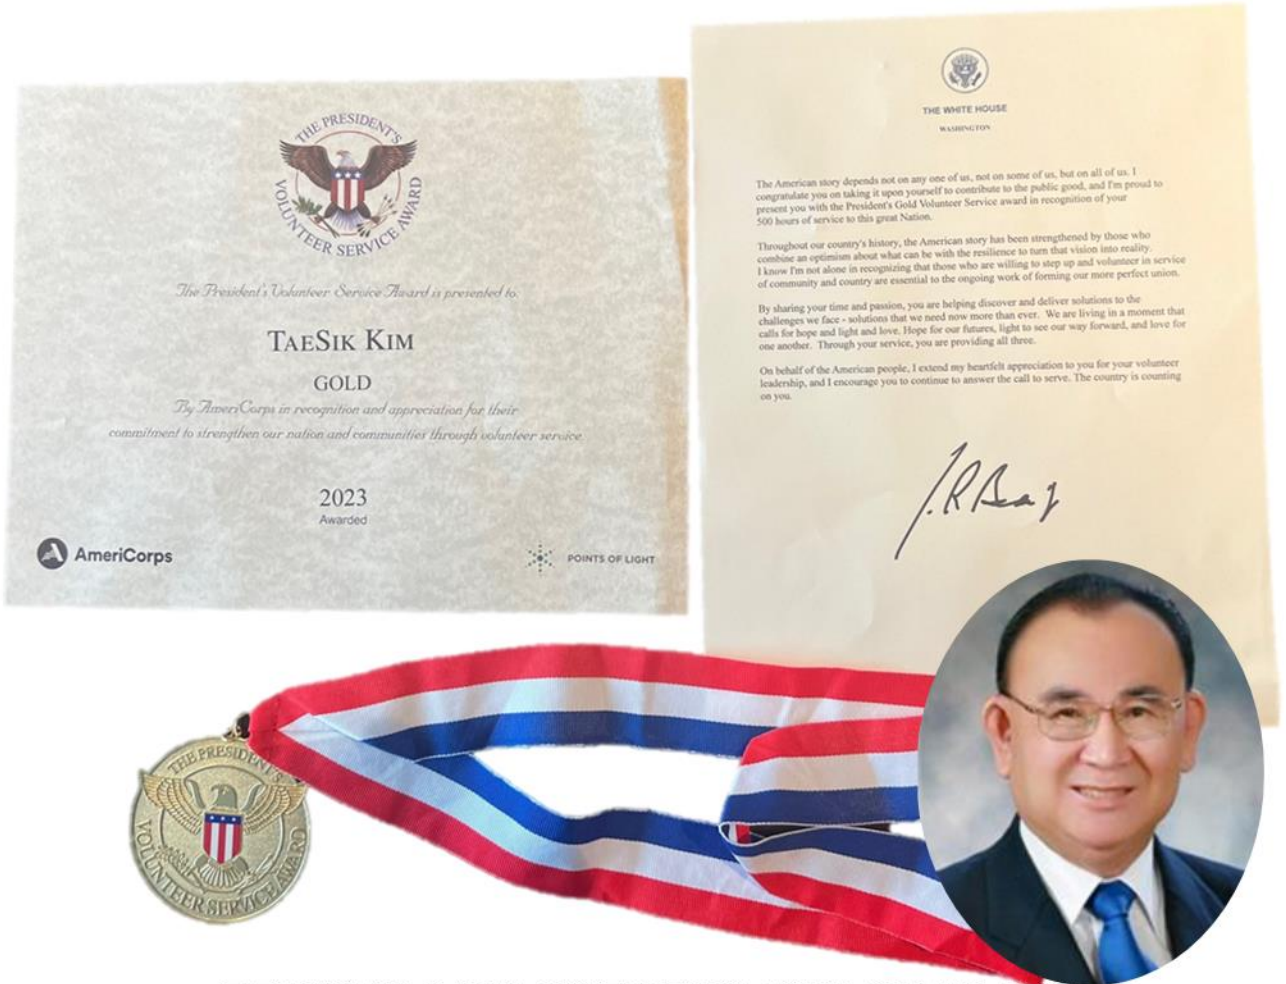 THE PRESIDENT'S
VOLUNTEER SERVICE AWARD
The President's Volunteer Service Award is presented to
TAESIK KIM
GOLD
By AmeriCorps in recognition and appreciation for their
commitment to strengthen our nation and communities through volunteer service
2023
Awarded
AmeriCorps
POINTS OF LIGHT
THE WHITE HOUSE
WASHINGTON
The American story depends not on any one of us, not on some of us, but on all of us. I
congratulate you on taking it upon yourself to contribute to the public good, and I'm proud to
present you with the President's Gold Volunteer Service award in recognition of your
500 hours of service to this great Nation.
Throughout our country's history, the American story has been strengthened by those who
combine an optimism about what can be with the resilience to turn that vision into reality.
I know I'm not alone in recognizing that those who are willing to step up and volunteer in service
of community and country are essential to the ongoing work of forming our more perfect union.
By sharing your time and passion, you are helping discover and deliver solutions to the
challenges we face - solutions that we need now more than ever. We are living in a moment that
calls for hope and light and love. Hope for our futures, light to see our way forward, and love for
one another. Through your service, you are providing all three.
On behalf of the American people, I extend my heartfelt appreciation to you for your volunteer
leadership, and I encourage you to continue to answer the call to serve. The country is counting
on you.
THE PRESIDENT'S
VOLUNTEER SERVICE AWARD